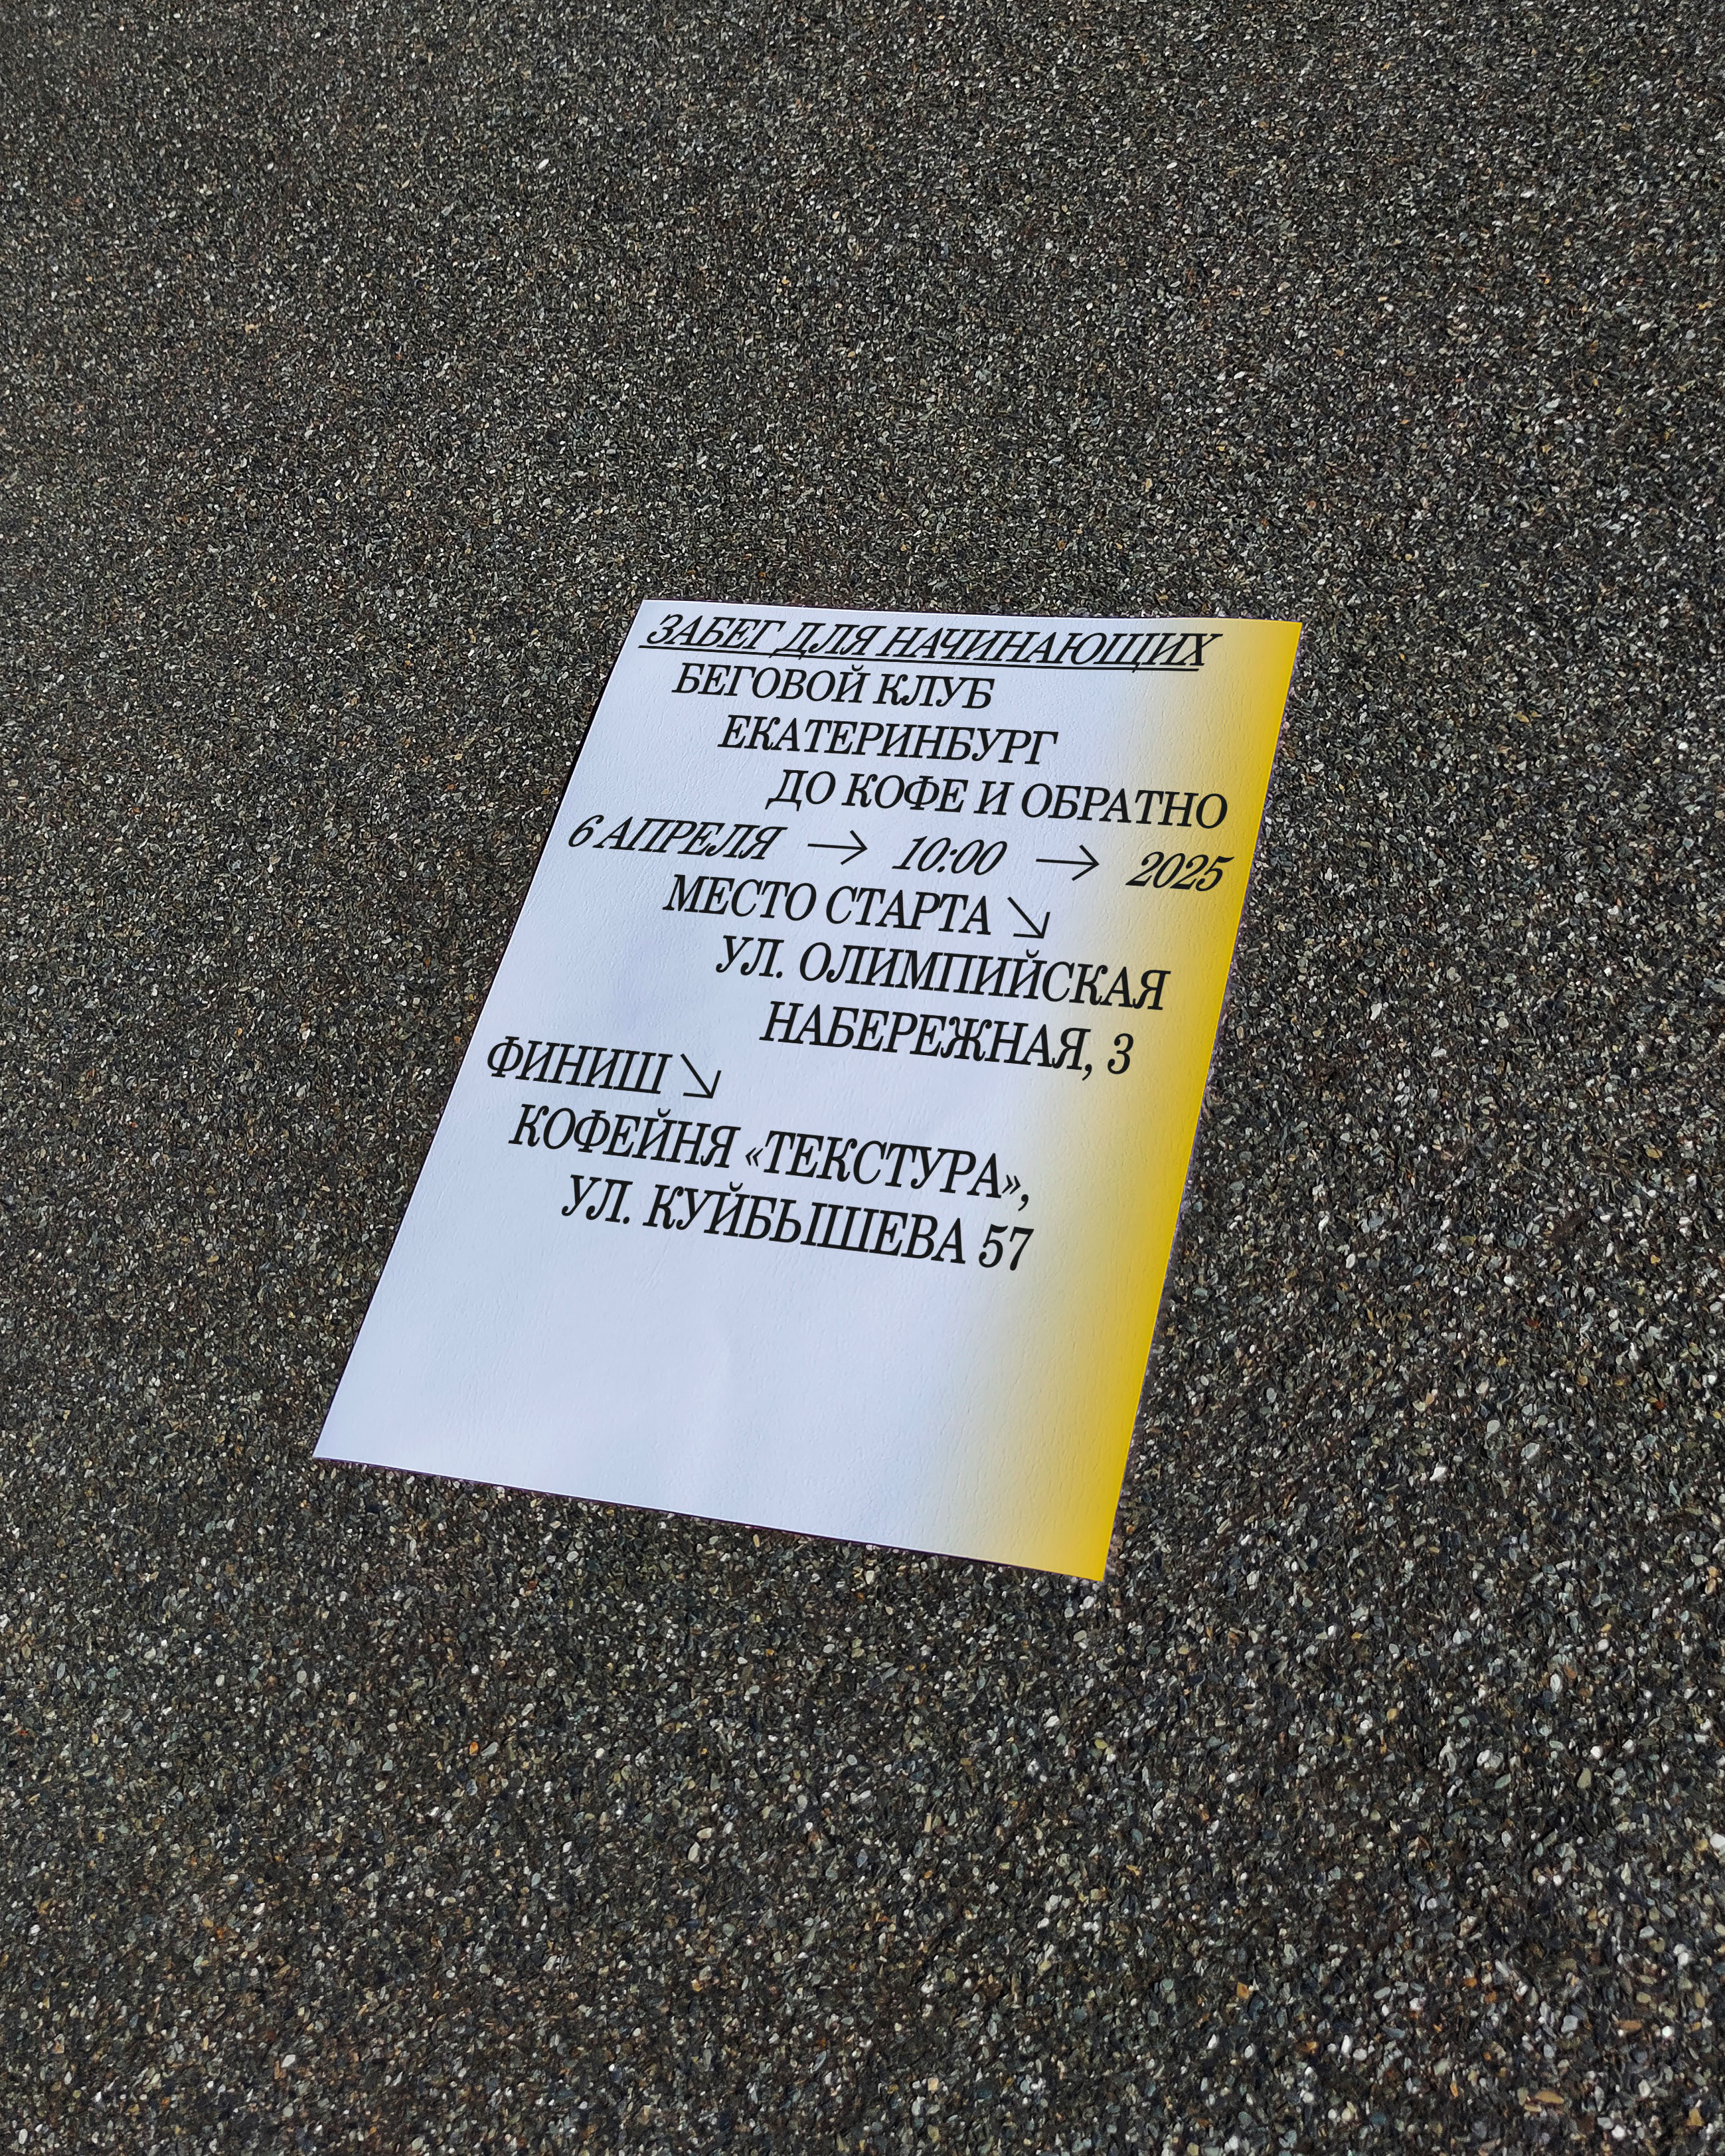 ЗАБЕГ ДЛЯ НАЧИНАЮЩИХ
БЕГОВОЙ КЛУБ
ЕКАТЕРИНБУРГ
ДО КОФЕ И ОБРАТНО
6 АПРЕЛЯ → 10:00 → 2025
МЕСТО СТАРТА ↘
УЛ. ОЛИМПИЙСКАЯ
НАБЕРЕЖНАЯ, 3
ФИНИШ ↘
КОФЕЙНЯ «ТЕКСТУРА»,
УЛ. КУЙБЫШЕВА 57